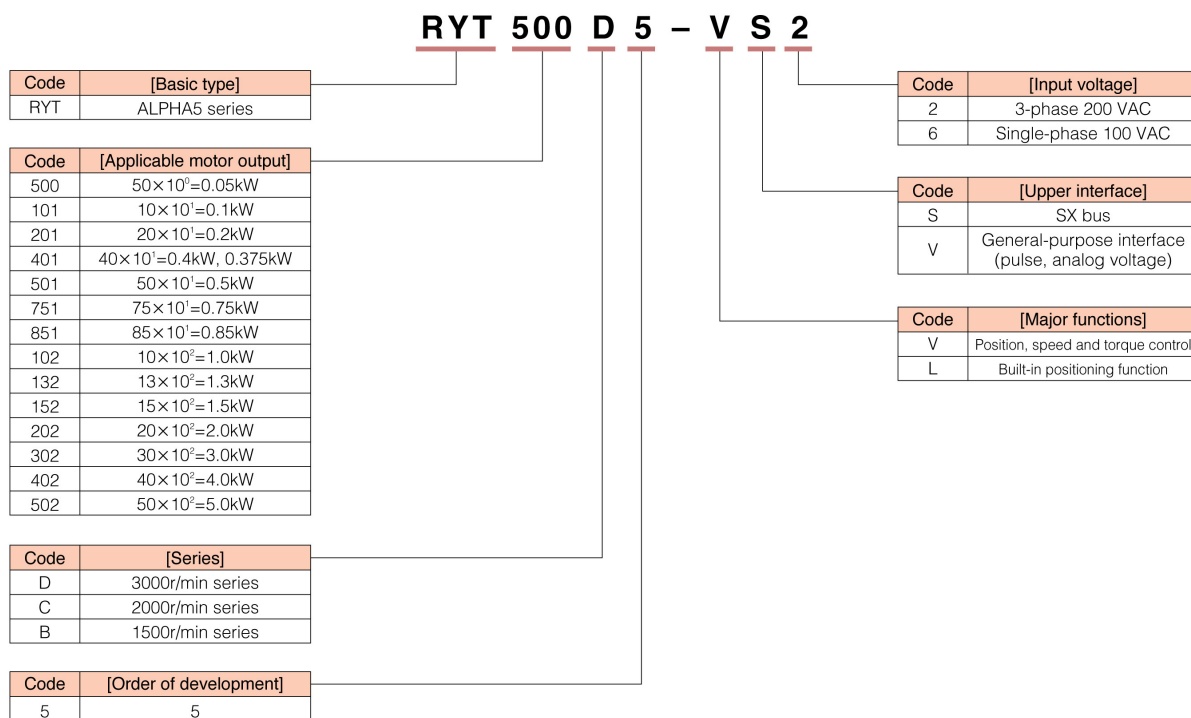 RYT 500 D 5 – V S 2
Code [Basic type]
RYT ALPHA5 series
Code [Applicable motor output]
500 50×10⁰=0.05kW
101 10×10¹=0.1kW
201 20×10¹=0.2kW
401 40×10¹=0.4kW, 0.375kW
501 50×10¹=0.5kW
751 75×10¹=0.75kW
851 85×10¹=0.85kW
102 10×10²=1.0kW
132 13×10²=1.3kW
152 15×10²=1.5kW
202 20×10²=2.0kW
302 30×10²=3.0kW
402 40×10²=4.0kW
502 50×10²=5.0kW
Code [Series]
D 3000r/min series
C 2000r/min series
B 1500r/min series
Code [Order of development]
5 5
Code [Input voltage]
2 3-phase 200 VAC
6 Single-phase 100 VAC
Code [Upper interface]
S SX bus
V General-purpose interface
(pulse, analog voltage)
Code [Major functions]
V Position, speed and torque control
L Built-in positioning function